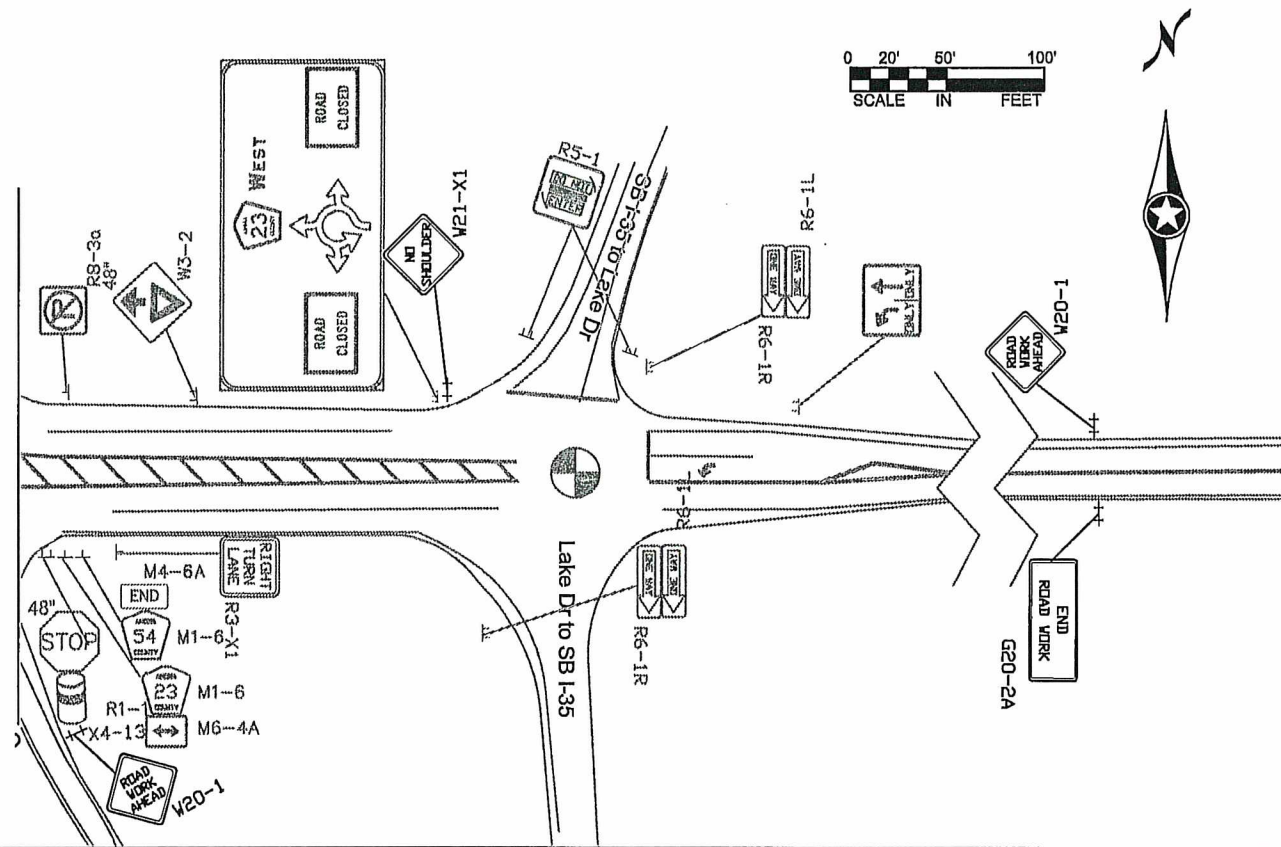 N
0 20' 50' 100'
SCALE IN FEET
ROAD
CLOSED
WEST
23
ROAD
CLOSED
R8-3a
48"
W3-2
NO
SHOULDER
W21-X1
R5-1
DO NOT
ENTER
SB I-35 to Lake Dr
R6-1L
ONE WAY
ONE WAY
R6-1R
ONLY
ONLY
W20-1
ROAD
WORK
AHEAD
R6-1L
ONE WAY
ONE WAY
R6-1R
Lake Dr to SB I-35
END
ROAD WORK
G20-2A
RIGHT
TURN
LANE
R3-X1
M4-6A
END
54
M1-6
23
M1-6
M6-4A
48"
STOP
R1-1
X4-13
ROAD
WORK
AHEAD
W20-1